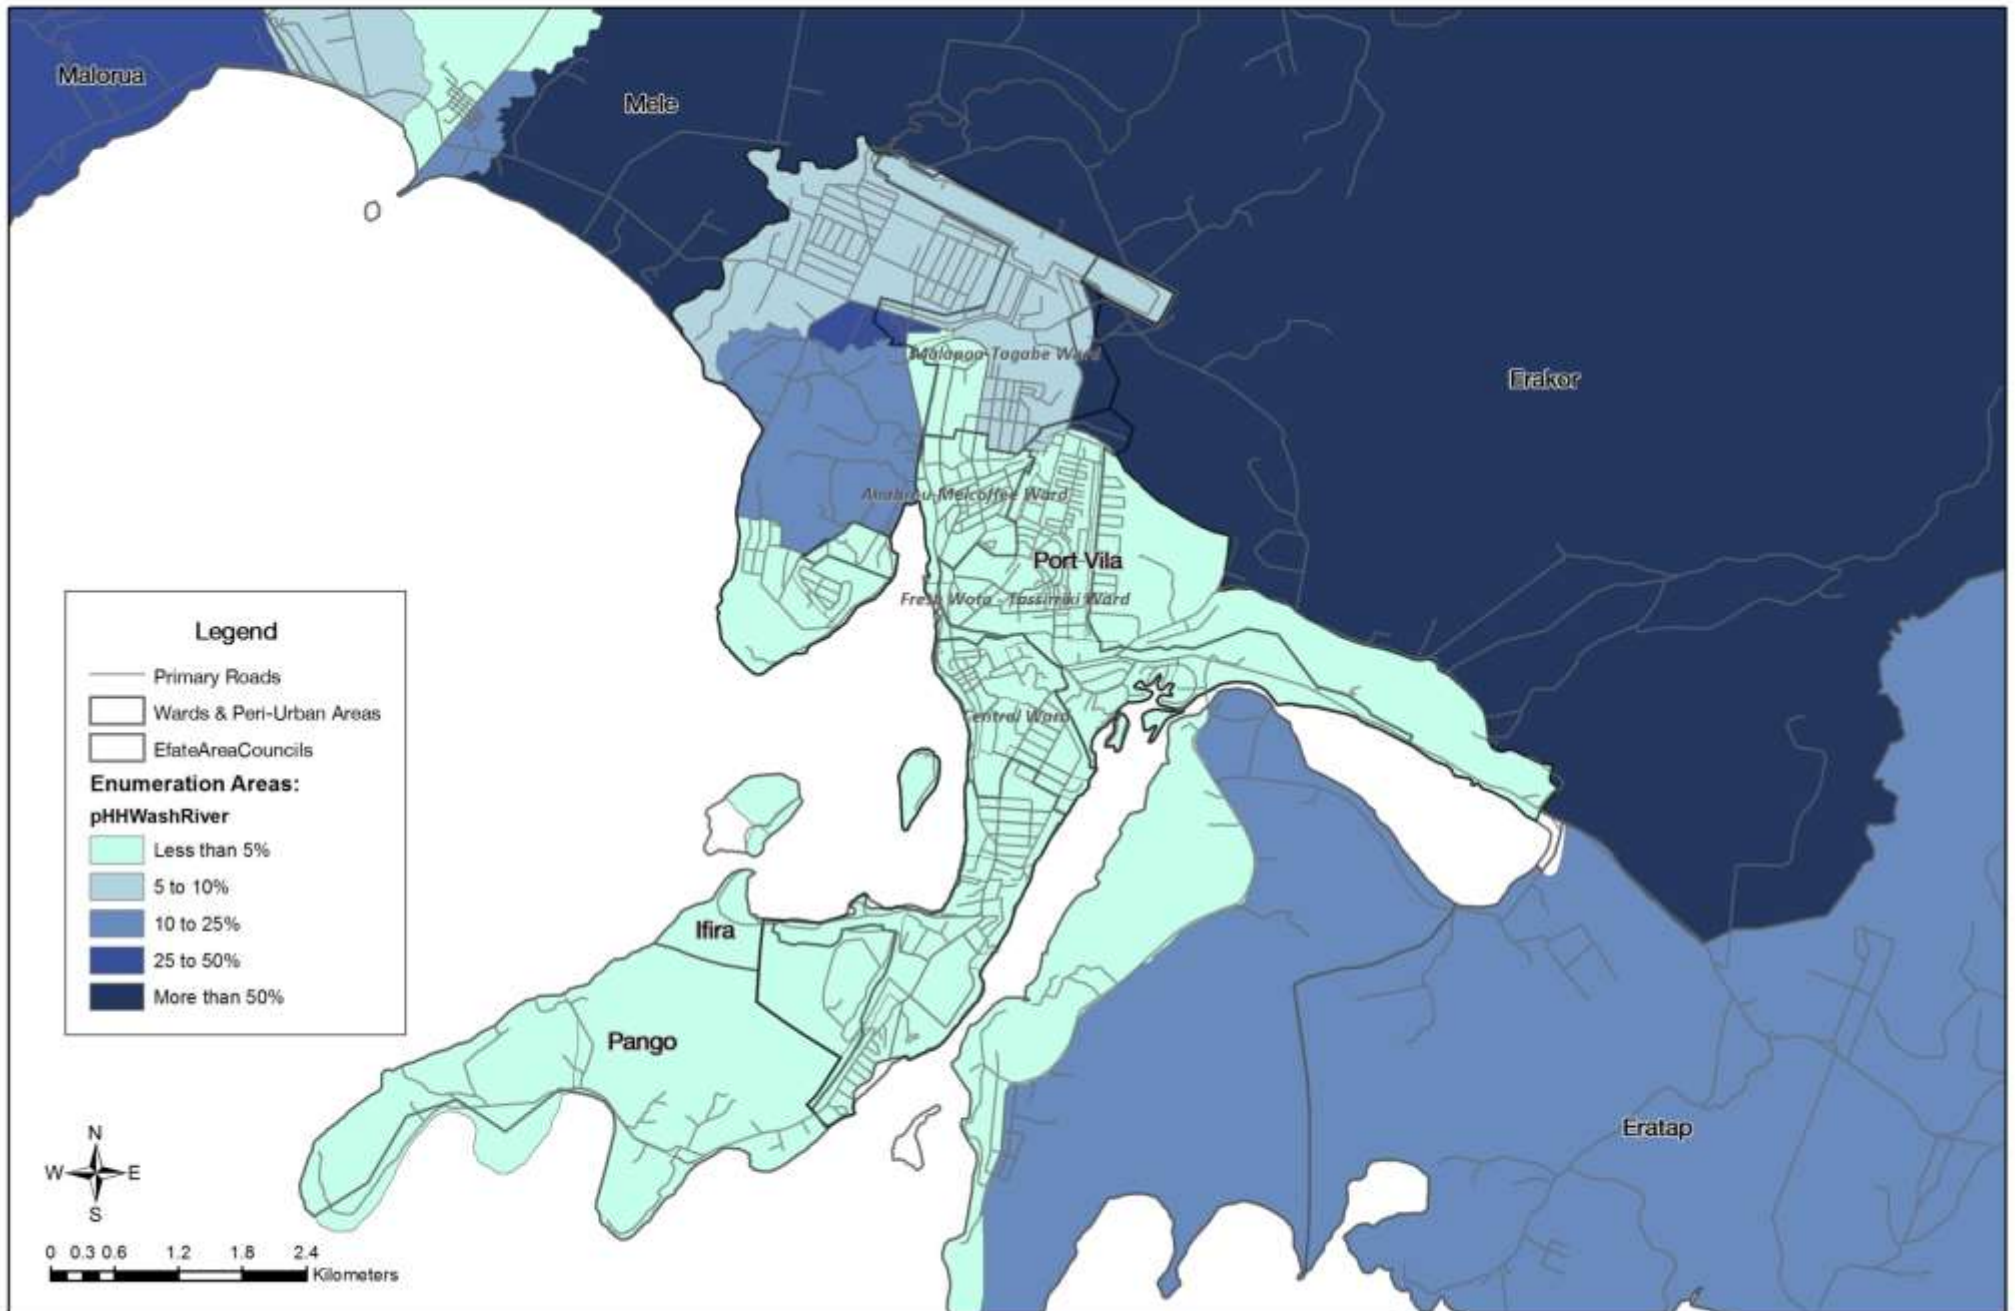 Malorua
Mele
Malapoa-Tagabe Ward
Erakor
Anabrou-Melcoffee Ward
Port Vila
Fresh Wota - Tassiriki Ward
Central Ward
Legend
Primary Roads
Wards & Peri-Urban Areas
EfateAreaCouncils
Enumeration Areas:
pHHWashRiver
Less than 5%
5 to 10%
10 to 25%
25 to 50%
More than 50%
Ifira
Pango
Eratap
N
W E
S
0 0.3 0.6 1.2 1.8 2.4
Kilometers